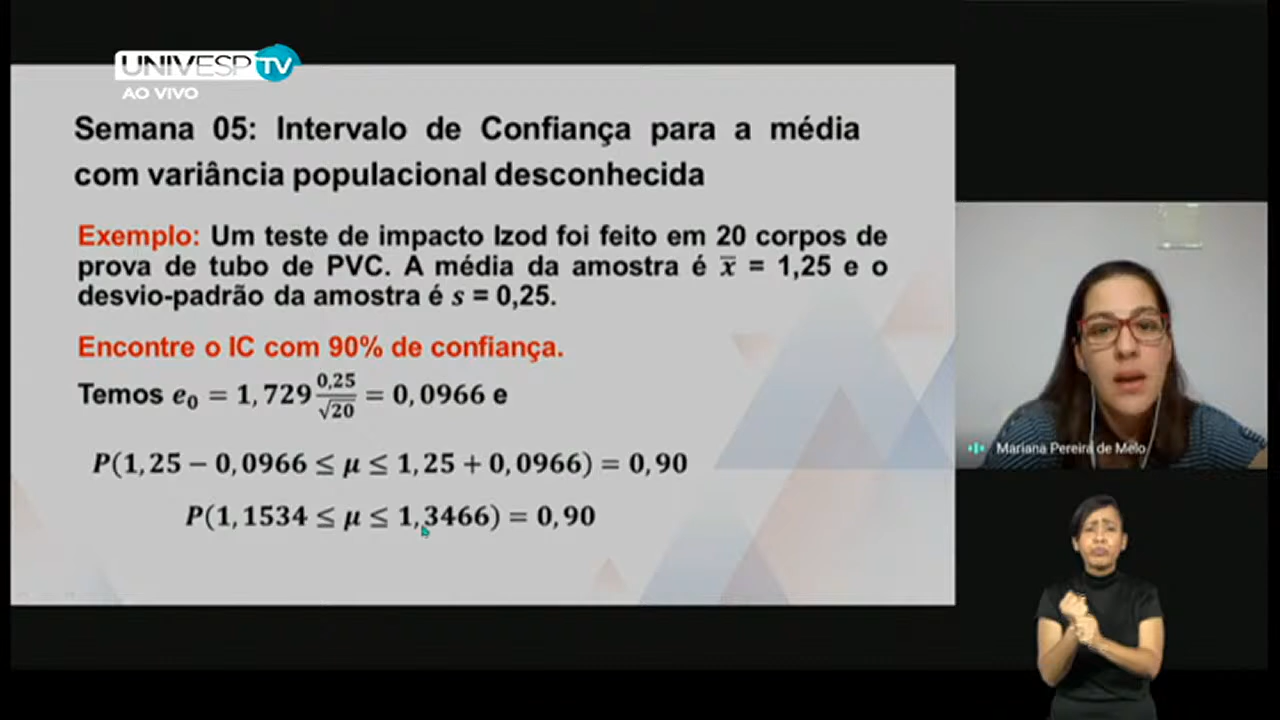 UNIVESP TV
AO VIVO
Semana 05: Intervalo de Confiança para a média
com variância populacional desconhecida
Exemplo: Um teste de impacto Izod foi feito em 20 corpos de
prova de tubo de PVC. A média da amostra é x̅ = 1,25 e o
desvio-padrão da amostra é s = 0,25.
Encontre o IC com 90% de confiança.
Temos e₀ = 1,729 0,25/√20 = 0,0966 e
P(1,25 − 0,0966 ≤ μ ≤ 1,25 + 0,0966) = 0,90
P(1,1534 ≤ μ ≤ 1,3466) = 0,90
Mariana Pereira de Melo